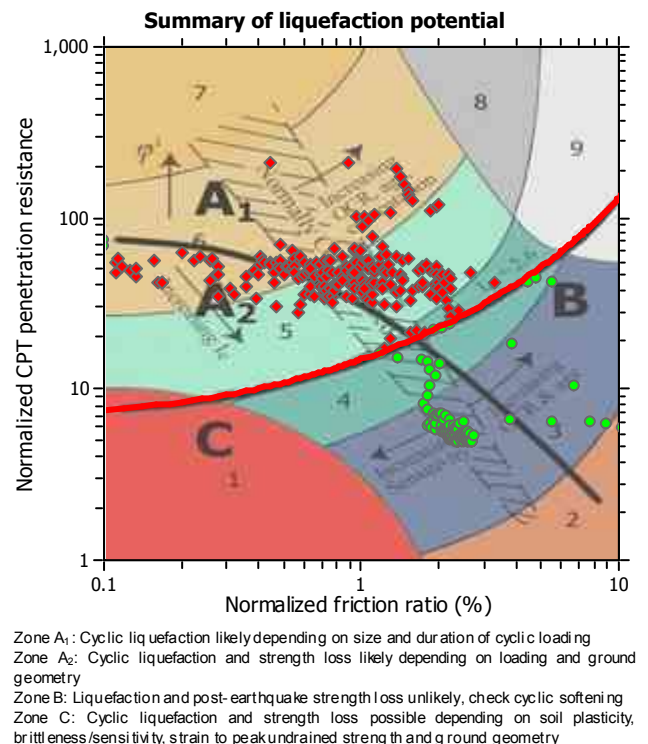 Summary of liquefaction potential
1,000
100
10
1
Normalized CPT penetration resistance
7
8
9
φ'
Increasing
A1
Normally
6
A2
B
5
4
C
1
3
2
0.1
1
10
Normalized friction ratio (%)
Zone A1: Cyclic liquefaction likely depending on size and duration of cyclic loading
Zone A2: Cyclic liquefaction and strength loss likely depending on loading and ground
geometry
Zone B: Liquefaction and post-earthquake strength loss unlikely, check cyclic softening
Zone C: Cyclic liquefaction and strength loss possible depending on soil plasticity,
brittleness/sensitivity, strain to peak undrained strength and ground geometry